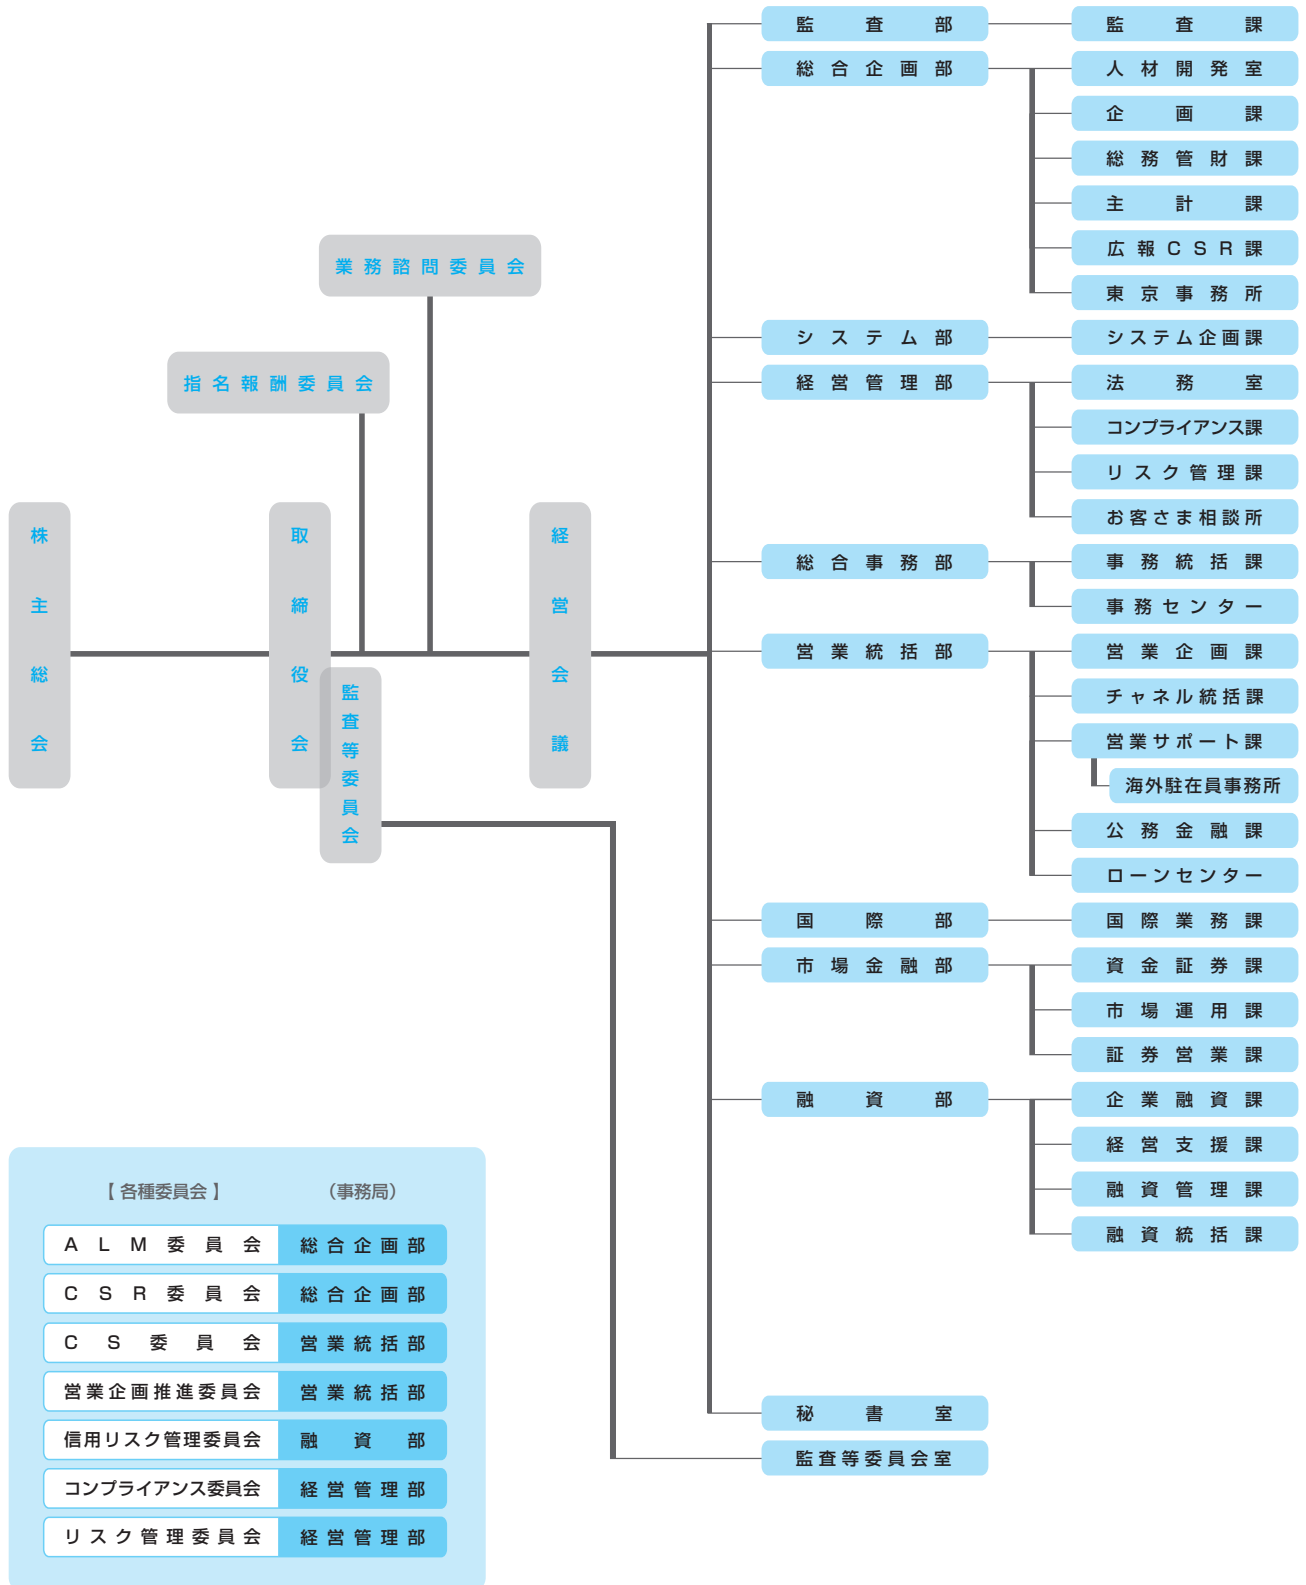 株主総会
取締役会
監査等委員会
指名報酬委員会
業務諮問委員会
経営会議
監査部
監査課
総合企画部
人材開発室
企画課
総務管財課
主計課
広報CSR課
東京事務所
システム部
システム企画課
経営管理部
法務室
コンプライアンス課
リスク管理課
お客さま相談所
総合事務部
事務統括課
事務センター
営業統括部
営業企画課
チャネル統括課
営業サポート課
海外駐在員事務所
公務金融課
ローンセンター
国際部
国際業務課
市場金融部
資金証券課
市場運用課
証券営業課
融資部
企業融資課
経営支援課
融資管理課
融資統括課
秘書室
監査等委員会室
【各種委員会】 (事務局)
ALM委員会 総合企画部
CSR委員会 総合企画部
CS委員会 営業統括部
営業企画推進委員会 営業統括部
信用リスク管理委員会 融資部
コンプライアンス委員会 経営管理部
リスク管理委員会 経営管理部